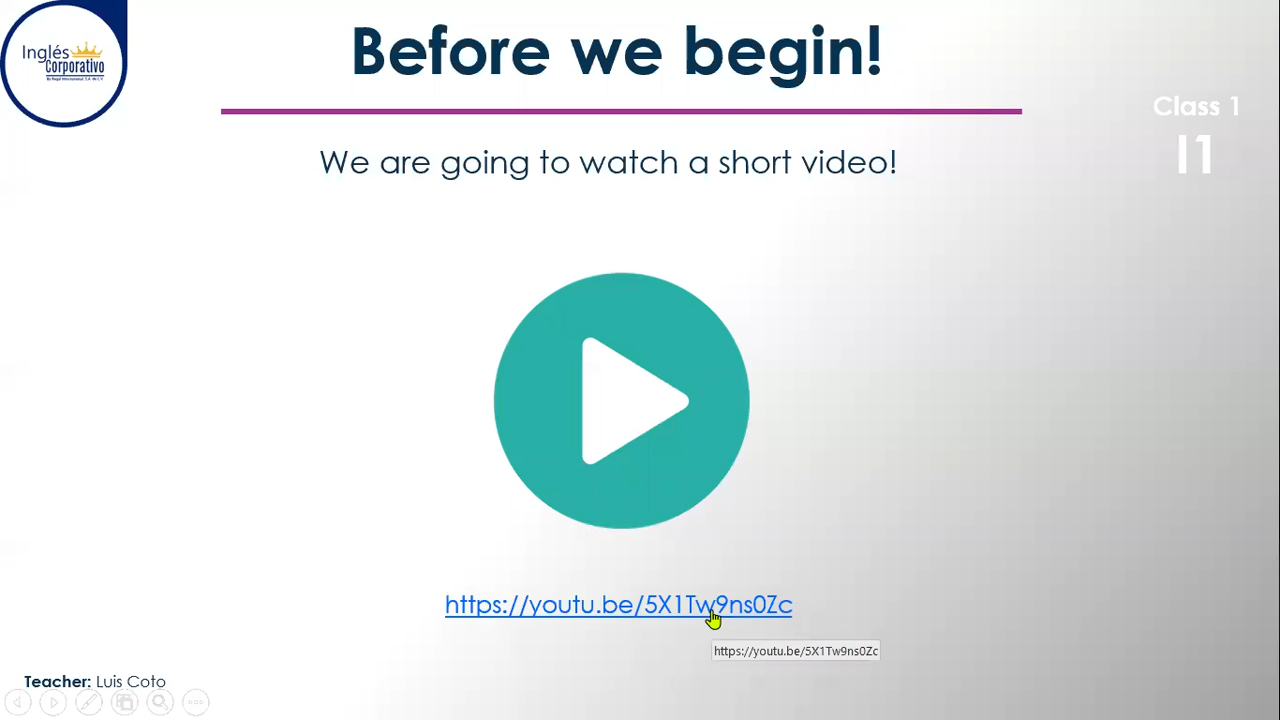 Inglés
Corporativo
Before we begin!
Class 1
I1
We are going to watch a short video!
https://youtu.be/5X1Tw9ns0Zc
https://youtu.be/5X1Tw9ns0Zc
Teacher: Luis Coto